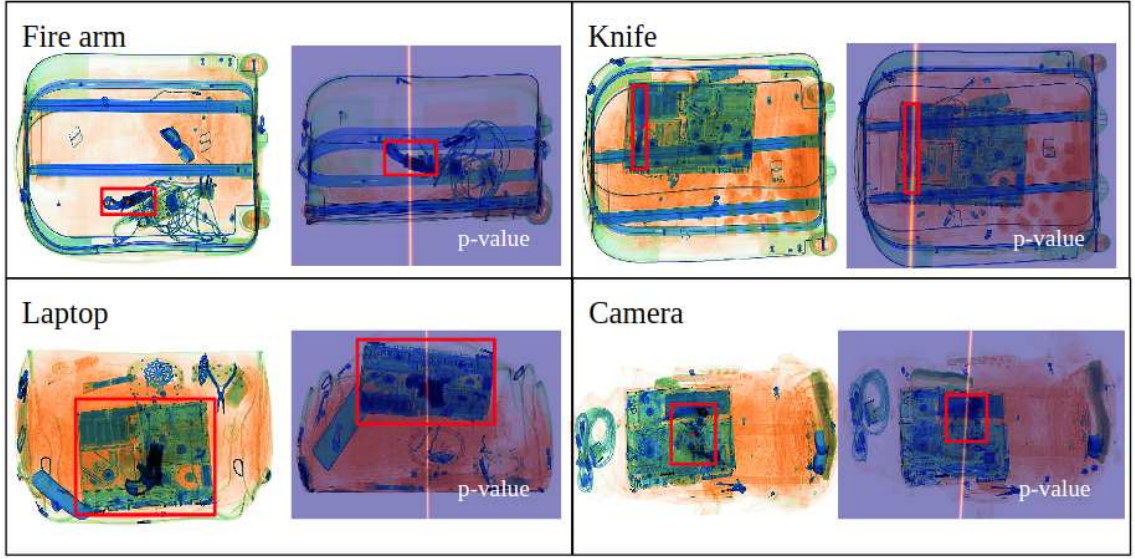 Fire arm
p-value
Knife
p-value
Laptop
p-value
Camera
p-value